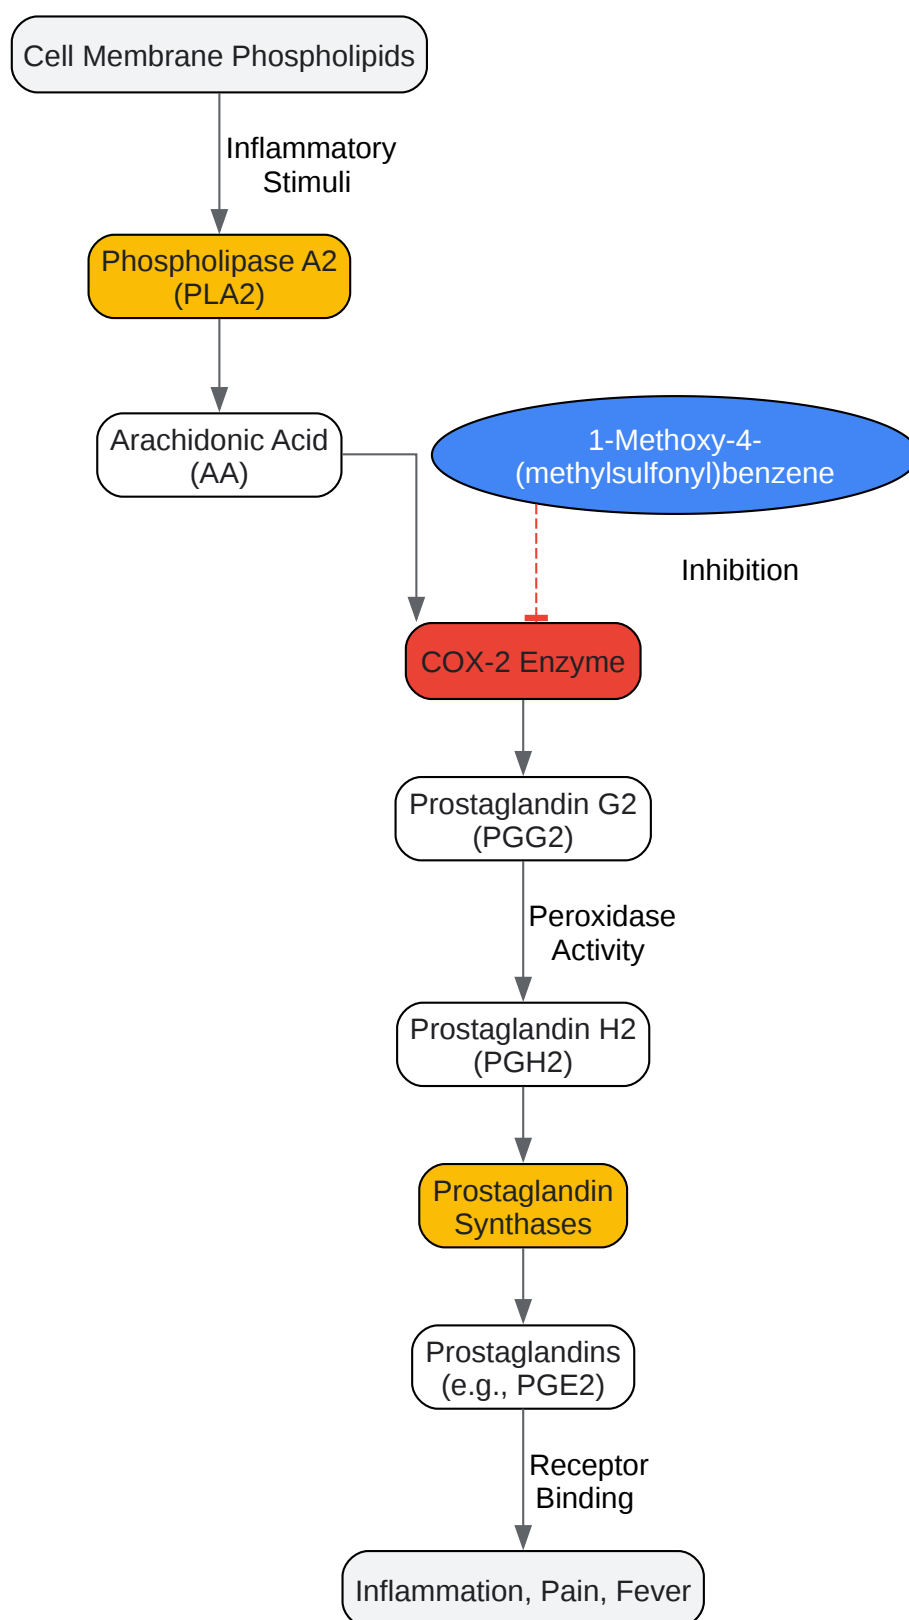 Cell Membrane Phospholipids
Inflammatory
Stimuli
Phospholipase A2
(PLA2)
Arachidonic Acid
(AA)
1-Methoxy-4-
(methylsulfonyl)benzene
Inhibition
COX-2 Enzyme
Prostaglandin G2
(PGG2)
Peroxidase
Activity
Prostaglandin H2
(PGH2)
Prostaglandin
Synthases
Prostaglandins
(e.g., PGE2)
Receptor
Binding
Inflammation, Pain, Fever